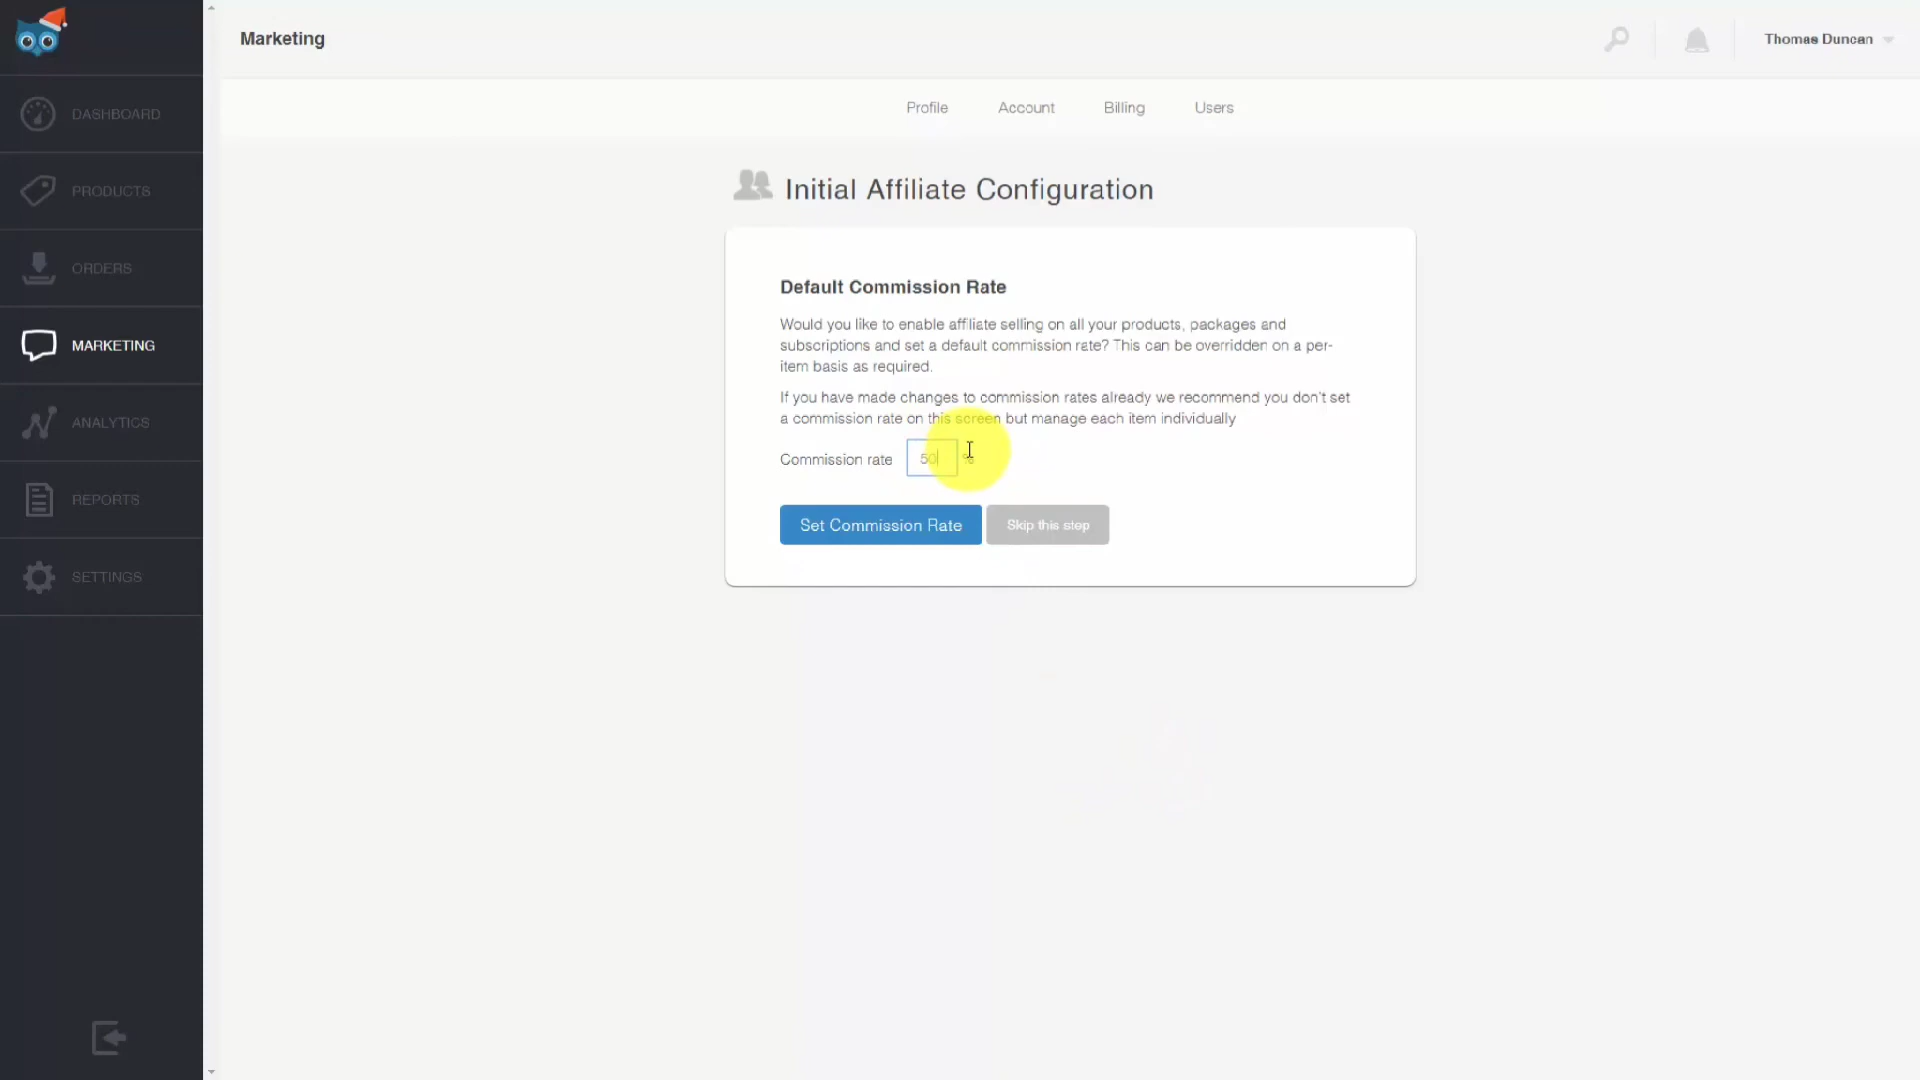 Marketing
Thomas Duncan
DASHBOARD
PRODUCTS
ORDERS
MARKETING
ANALYTICS
REPORTS
SETTINGS
Profile Account Billing Users
Initial Affiliate Configuration
Default Commission Rate
Would you like to enable affiliate selling on all your products, packages and
subscriptions and set a default commission rate? This can be overridden on a per-
item basis as required.
If you have made changes to commission rates already we recommend you don't set
a commission rate on this screen but manage each item individually
Commission rate 50 %
Set Commission Rate Skip this step